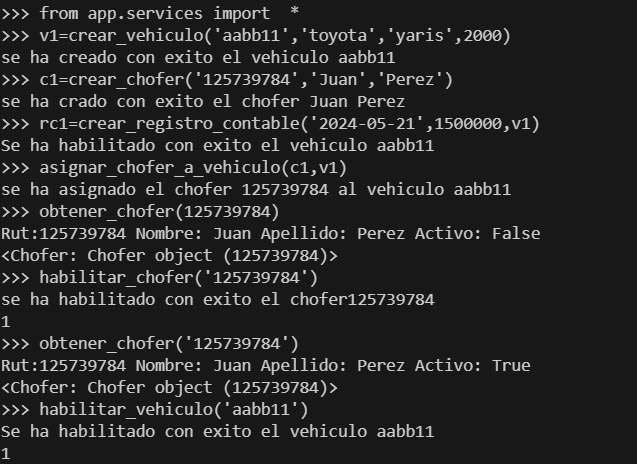 >>> from app.services import  *
>>> v1=crear_vehiculo('aabb11','toyota','yaris',2000)
se ha creado con exito el vehiculo aabb11
>>> c1=crear_chofer('125739784','Juan','Perez')
se ha crado con exito el chofer Juan Perez
>>> rc1=crear_registro_contable('2024-05-21',1500000,v1)
Se ha habilitado con exito el vehiculo aabb11
>>> asignar_chofer_a_vehiculo(c1,v1)
se ha asignado el chofer 125739784 al vehiculo aabb11
>>> obtener_chofer(125739784)
Rut:125739784 Nombre: Juan Apellido: Perez Activo: False
<Chofer: Chofer object (125739784)>
>>> habilitar_chofer('125739784')
se ha habilitado con exito el chofer125739784
1
>>> obtener_chofer('125739784')
Rut:125739784 Nombre: Juan Apellido: Perez Activo: True
<Chofer: Chofer object (125739784)>
>>> habilitar_vehiculo('aabb11')
Se ha habilitado con exito el vehiculo aabb11
1